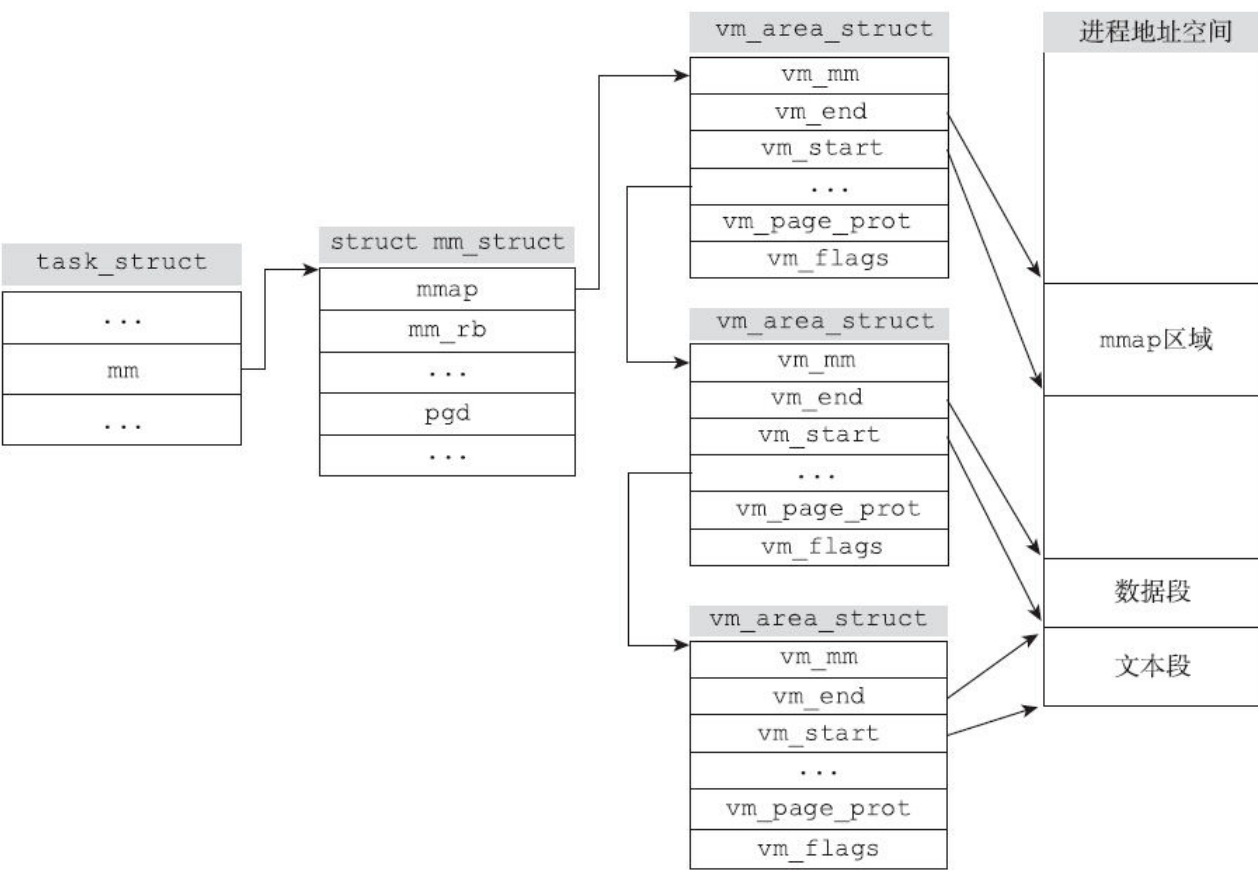 task_struct
...
mm
...
struct mm_struct
mmap
mm_rb
...
pgd
...
vm_area_struct
vm_mm
vm_end
vm_start
...
vm_page_prot
vm_flags
vm_area_struct
vm_mm
vm_end
vm_start
...
vm_page_prot
vm_flags
vm_area_struct
vm_mm
vm_end
vm_start
...
vm_page_prot
vm_flags
进程地址空间
mmap区域
数据段
文本段